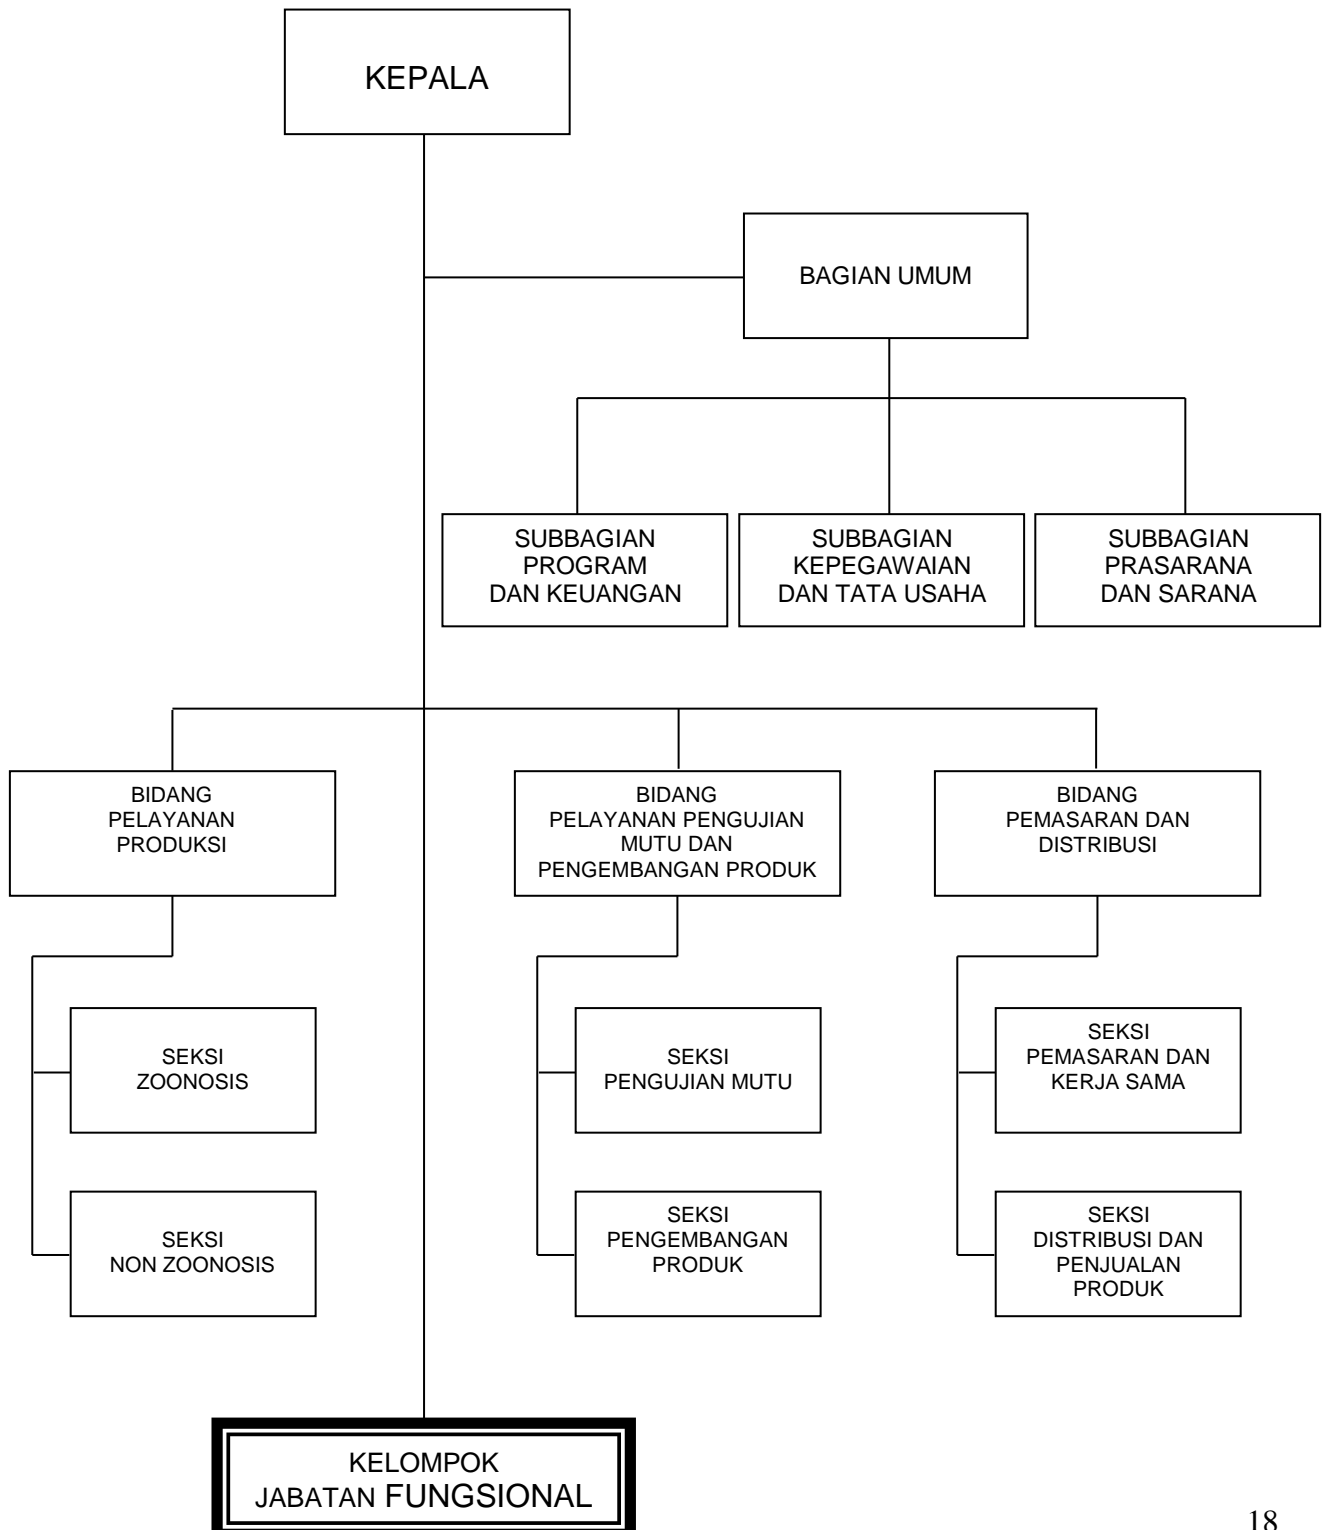 KEPALA
BAGIAN UMUM
SUBBAGIAN
PROGRAM
DAN KEUANGAN
SUBBAGIAN
KEPEGAWAIAN
DAN TATA USAHA
SUBBAGIAN
PRASARANA
DAN SARANA
BIDANG
PELAYANAN
PRODUKSI
BIDANG
PELAYANAN PENGUJIAN
MUTU DAN
PENGEMBANGAN PRODUK
BIDANG
PEMASARAN DAN
DISTRIBUSI
SEKSI
ZOONOSIS
SEKSI
PENGUJIAN MUTU
SEKSI
PEMASARAN DAN
KERJA SAMA
SEKSI
NON ZOONOSIS
SEKSI
PENGEMBANGAN
PRODUK
SEKSI
DISTRIBUSI DAN
PENJUALAN
PRODUK
KELOMPOK
JABATAN FUNGSIONAL
18